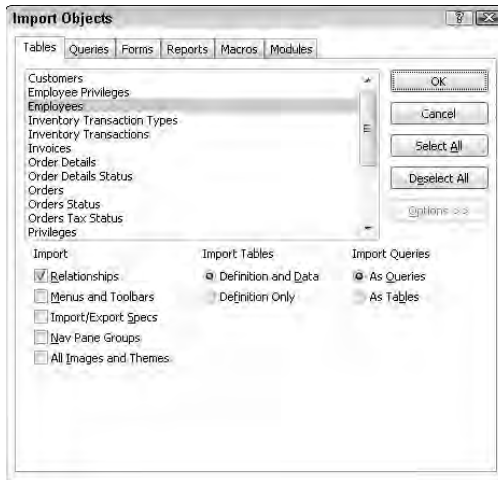 Import Objects
Tables Queries Forms Reports Macros Modules
Customers
Employee Privileges
Employees
Inventory Transaction Types
Inventory Transactions
Invoices
Order Details
Order Details Status
Orders
Orders Status
Orders Tax Status
Privileges
OK
Cancel
Select All
Deselect All
Options >>
Import
Relationships
Menus and Toolbars
Import/Export Specs
Nav Pane Groups
All Images and Themes
Import Tables
Definition and Data
Definition Only
Import Queries
As Queries
As Tables